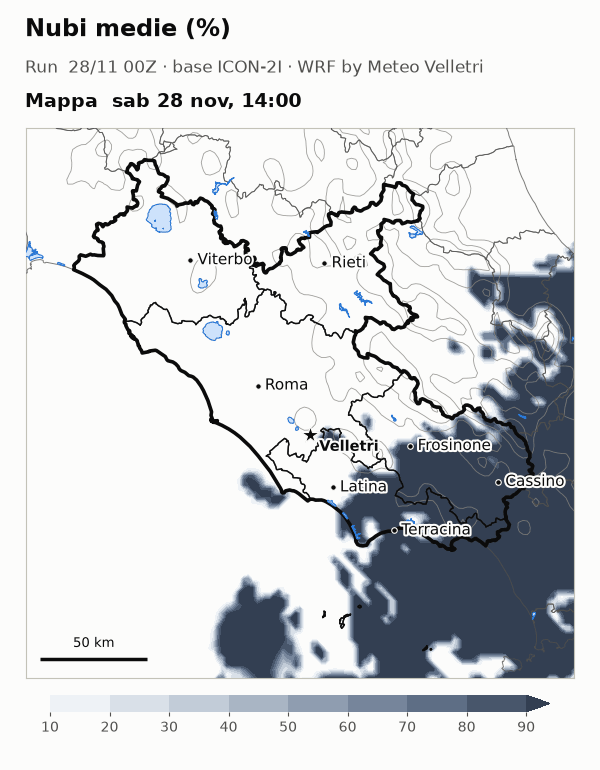 Nubi medie (%)
Run  28/11 00Z · base ICON-2I · WRF by Meteo Velletri
Mappa  sab 28 nov, 14:00
Viterbo
Rieti
Roma
Velletri
Frosinone
Cassino
Latina
Terracina
50 km
10 20 30 40 50 60 70 80 90